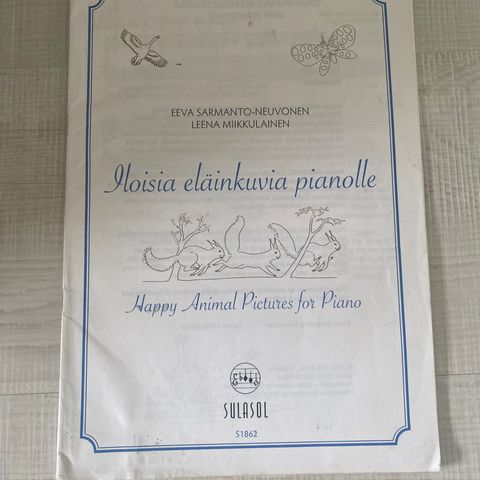 EEVA SARMANTO-NEUVONEN
LEENA MIIKKULAINEN
Iloisia eläinkuvia pianolle
Happy Animal Pictures for Piano
SULASOL
S1862